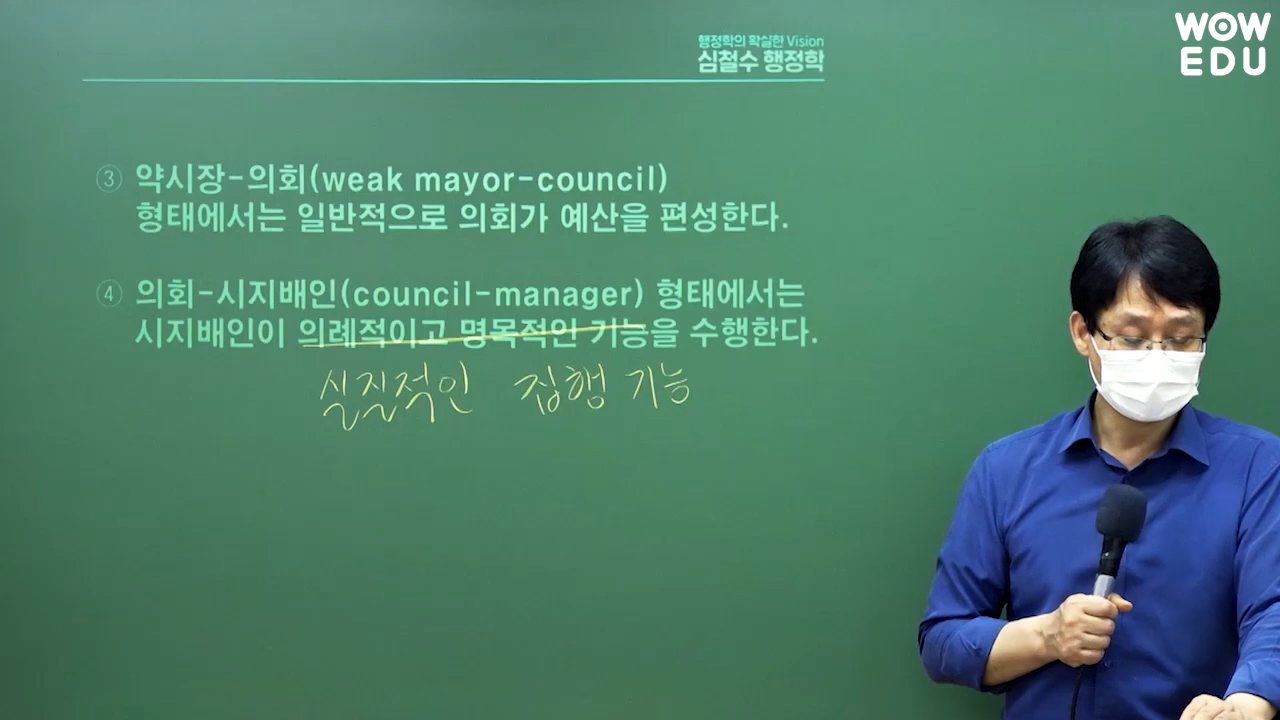 행정학의 확실한 Vision
심철수 행정학
WOW
EDU
③ 약시장-의회(weak mayor-council)
형태에서는 일반적으로 의회가 예산을 편성한다.
④ 의회-시지배인(council-manager) 형태에서는
시지배인이 의례적이고 명목적인 기능을 수행한다.
실질적인 집행 기능